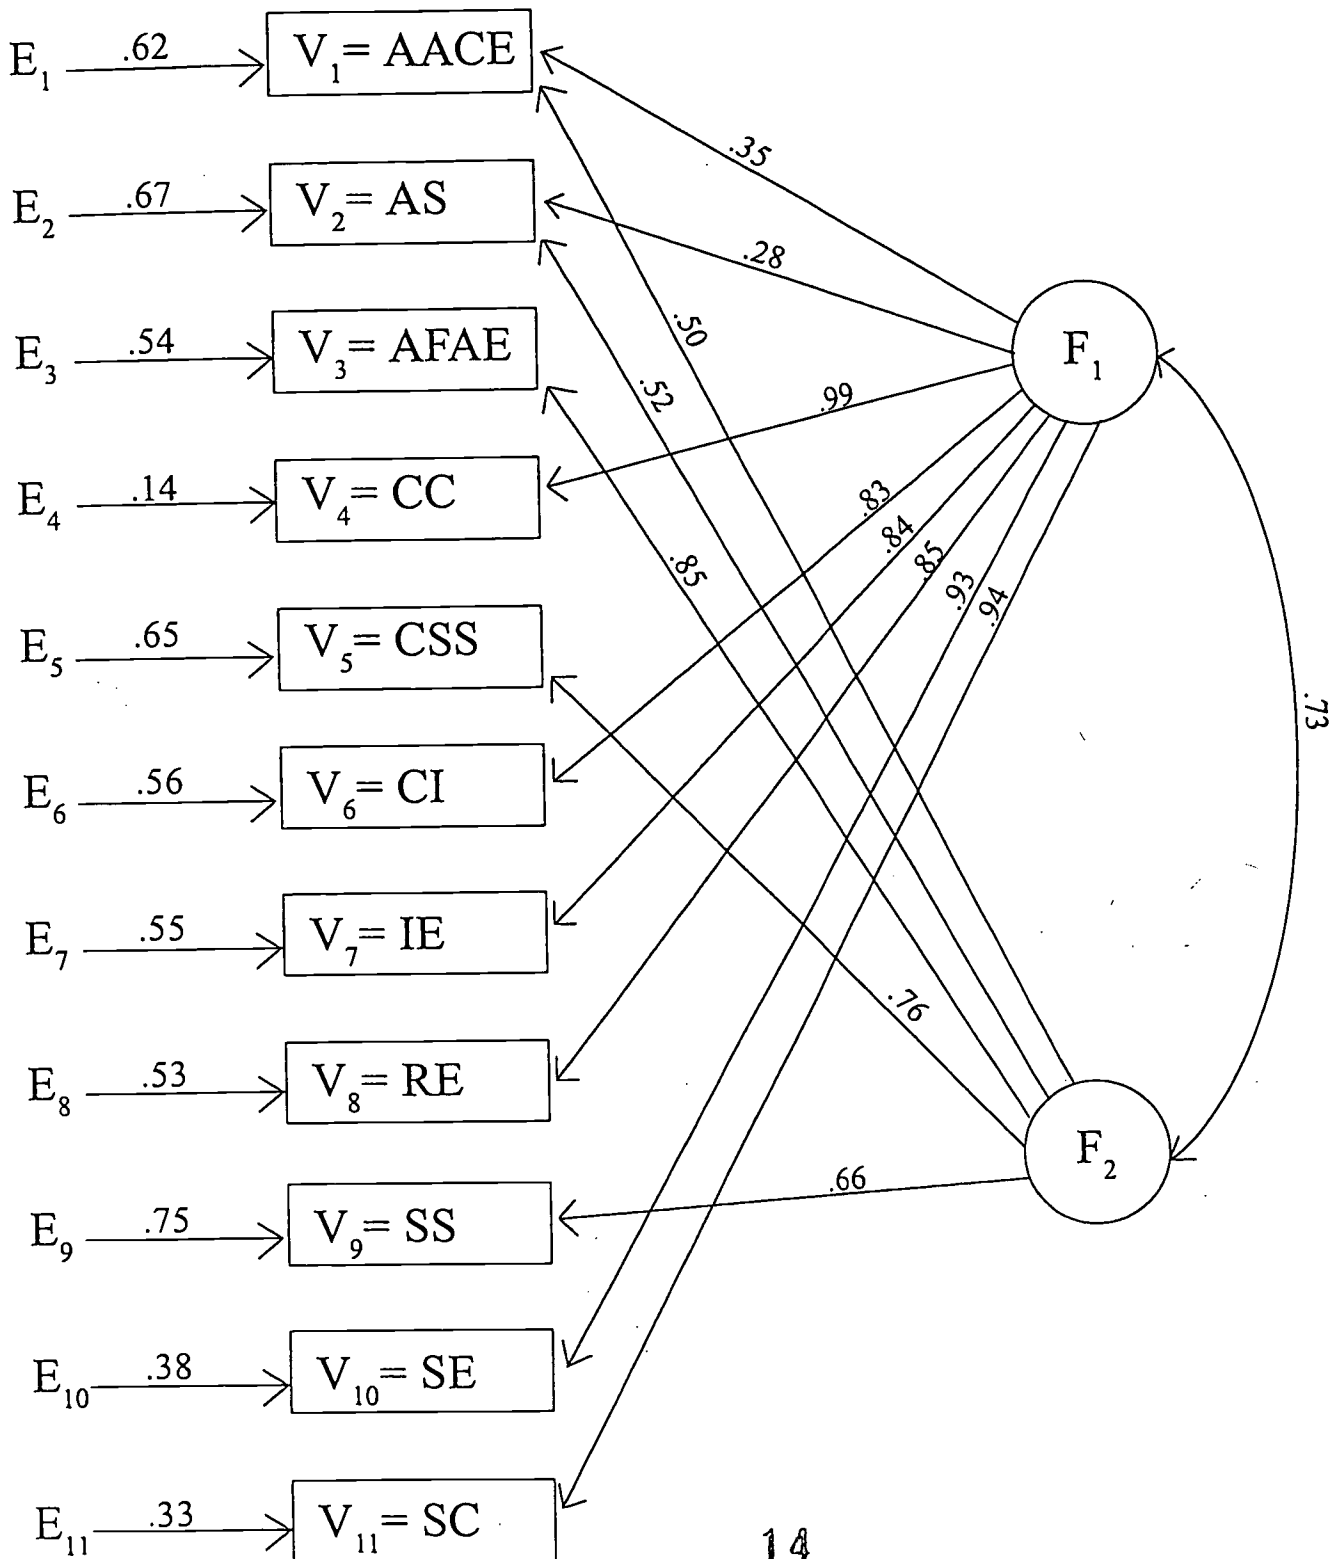 E1 .62 V1= AACE
.35
E2 .67 V2= AS
.28
.50
E3 .54 V3= AFAE
F1
.52
.99
E4 .14 V4= CC
.83
.84
.85
.85
.93
.94
E5 .65 V5= CSS
.73
E6 .56 V6= CI
E7 .55 V7= IE
.76
E8 .53 V8= RE
F2
.66
E9 .75 V9= SS
E10 .38 V10= SE
E11 .33 V11= SC
14